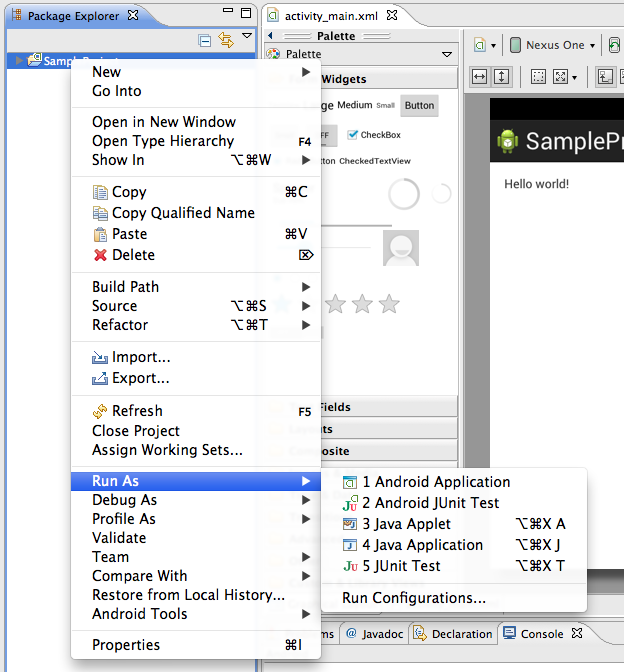 Package Explorer
activity_main.xml
Palette
Palette
Nexus One
Widgets
Medium Small Button
CheckBox
CheckedTextView
SamplePr
Hello world!
New
Go Into
Open in New Window
Open Type Hierarchy F4
Show In ⌥⌘W
Copy ⌘C
Copy Qualified Name
Paste ⌘V
Delete ⌦
Build Path
Source ⌥⌘S
Refactor ⌥⌘T
Import...
Export...
Refresh F5
Close Project
Assign Working Sets...
Fields
Run As
Debug As
Profile As
Validate
Team
Compare With
Restore from Local History...
Android Tools
Properties ⌘I
1 Android Application
2 Android JUnit Test
3 Java Applet ⌥⌘X A
4 Java Application ⌥⌘X J
5 JUnit Test ⌥⌘X T
Run Configurations...
@ Javadoc Declaration Console